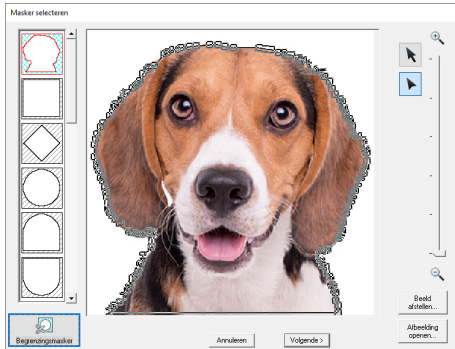 Masker selecteren
Beeld
afstellen...
Afbeelding
openen...
Begrenzingsmasker
Annuleren
Volgende >